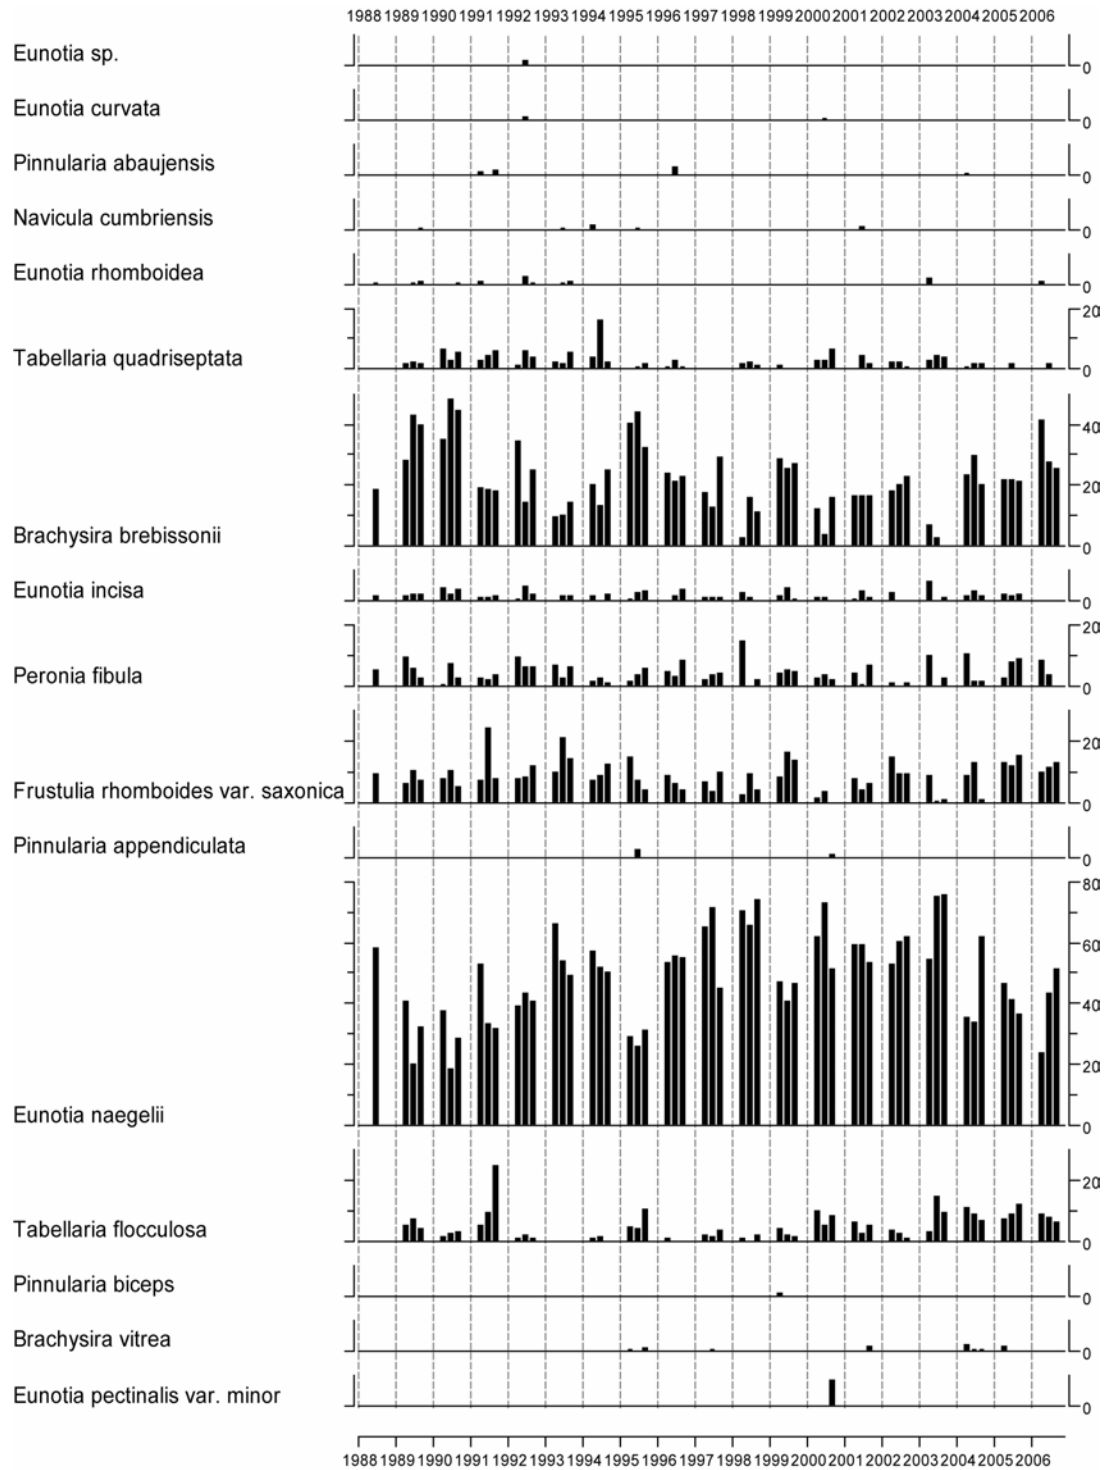 1988 1989 1990 1991 1992 1993 1994 1995 1996 1997 1998 1999 2000 2001 2002 2003 2004 2005 2006
Eunotia sp.
0
Eunotia curvata
0
Pinnularia abaujensis
0
Navicula cumbriensis
0
Eunotia rhomboidea
0
20
Tabellaria quadriseptata
0
40
20
Brachysira brebissonii
0
Eunotia incisa
0
20
Peronia fibula
0
20
Frustulia rhomboides var. saxonica
0
Pinnularia appendiculata
0
80
60
40
20
Eunotia naegelii
0
20
Tabellaria flocculosa
0
Pinnularia biceps
0
Brachysira vitrea
0
Eunotia pectinalis var. minor
0
1988 1989 1990 1991 1992 1993 1994 1995 1996 1997 1998 1999 2000 2001 2002 2003 2004 2005 2006